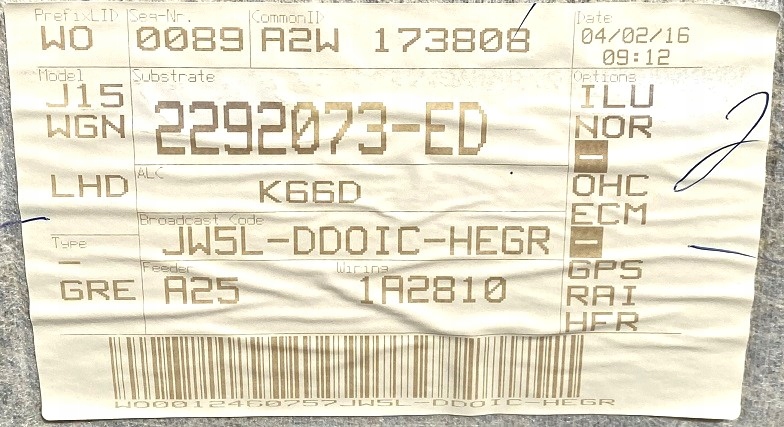 PrefixLID Seq-Nr. CommonID Date
WO 0089 A2W 173808 04/02/16
09:12
Model Substrate Options
J15 2292073-ED ILU
WGN NOR
-
ALC
LHD K66D OHC
Broadcast Code ECM
JW5L-DDOIC-HEGR -
Type Feeder Wiring GPS
-
GRE A25 1A2810 RAI
HFR
WO0012460757JW5L-DDOIC-HEGR